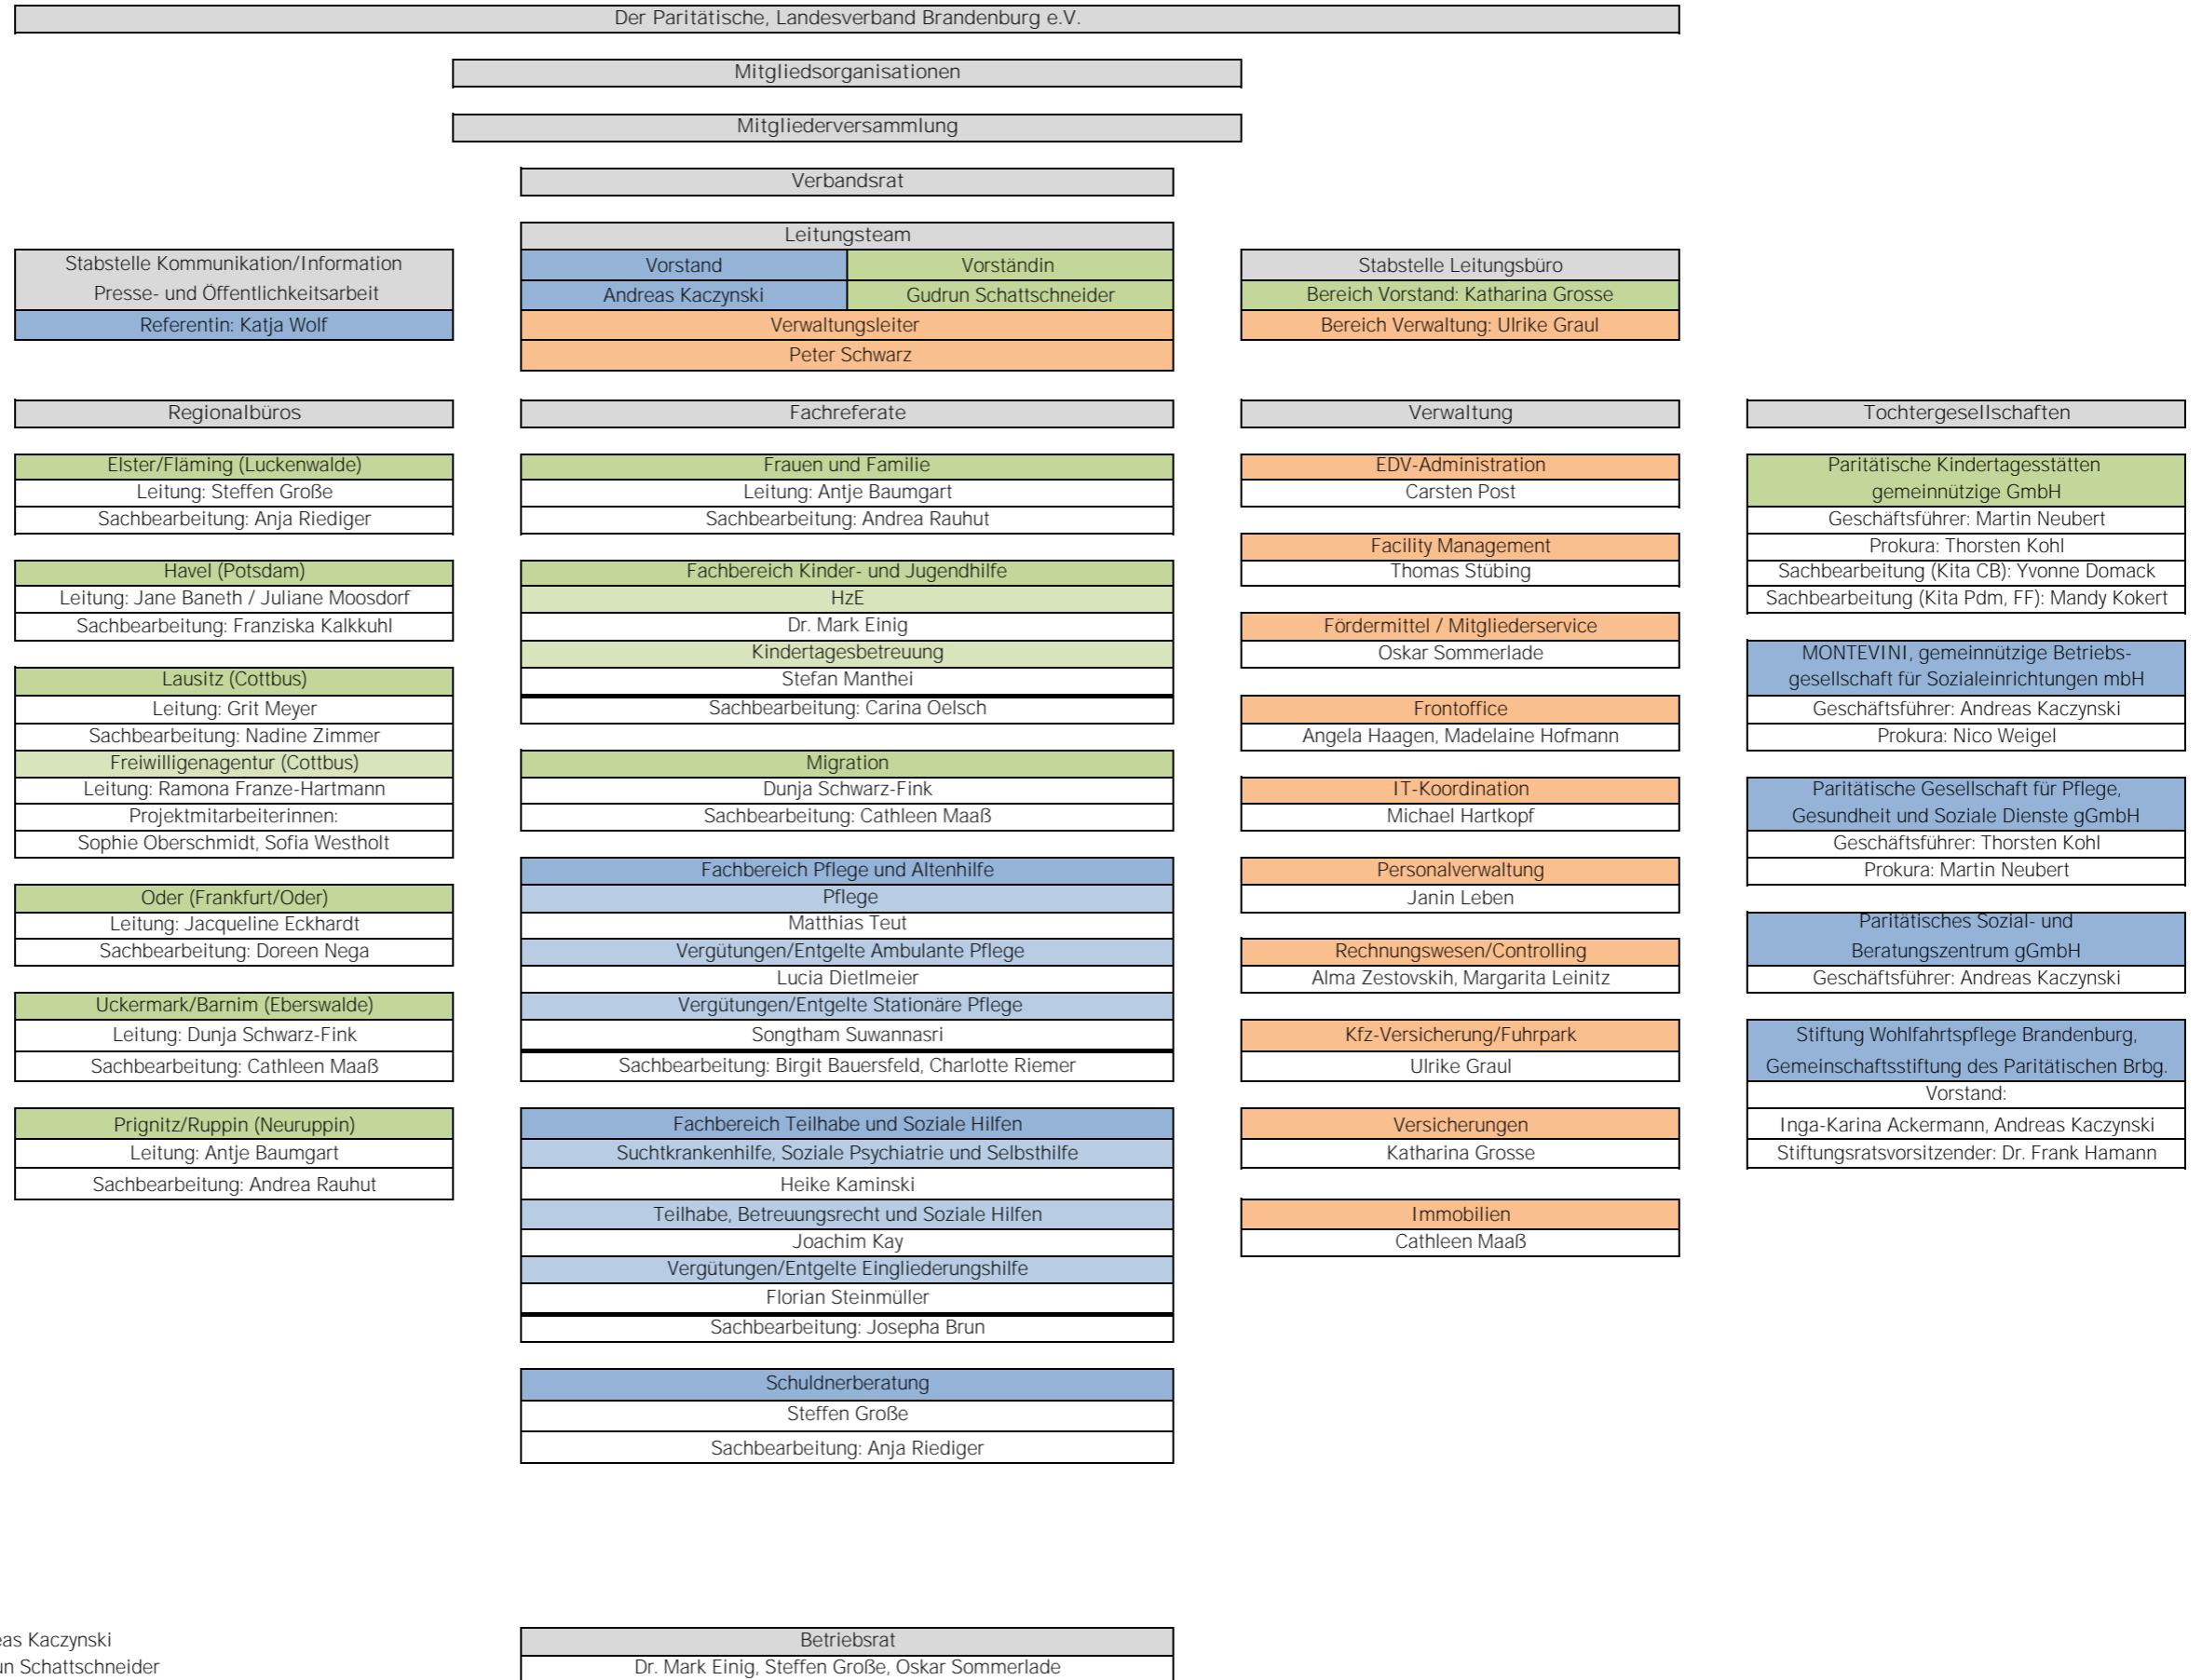 Der Paritätische, Landesverband Brandenburg e.V.
Mitgliedsorganisationen
Mitgliederversammlung
Verbandsrat
Leitungsteam
Vorstand
Vorständin
Andreas Kaczynski
Gudrun Schattschneider
Verwaltungsleiter
Peter Schwarz
Stabstelle Kommunikation/Information
Presse- und Öffentlichkeitsarbeit
Referentin: Katja Wolf
Stabstelle Leitungsbüro
Bereich Vorstand: Katharina Grosse
Bereich Verwaltung: Ulrike Graul
Regionalbüros
Elster/Fläming (Luckenwalde)
Leitung: Steffen Große
Sachbearbeitung: Anja Riediger
Havel (Potsdam)
Leitung: Jane Baneth / Juliane Moosdorf
Sachbearbeitung: Franziska Kalkkuhl
Lausitz (Cottbus)
Leitung: Grit Meyer
Sachbearbeitung: Nadine Zimmer
Freiwilligenagentur (Cottbus)
Leitung: Ramona Franze-Hartmann
Projektmitarbeiterinnen:
Sophie Oberschmidt, Sofia Westholt
Oder (Frankfurt/Oder)
Leitung: Jacqueline Eckhardt
Sachbearbeitung: Doreen Nega
Uckermark/Barnim (Eberswalde)
Leitung: Dunja Schwarz-Fink
Sachbearbeitung: Cathleen Maaß
Prignitz/Ruppin (Neuruppin)
Leitung: Antje Baumgart
Sachbearbeitung: Andrea Rauhut
Fachreferate
Frauen und Familie
Leitung: Antje Baumgart
Sachbearbeitung: Andrea Rauhut
Fachbereich Kinder- und Jugendhilfe
HzE
Dr. Mark Einig
Kindertagesbetreuung
Stefan Manthei
Sachbearbeitung: Carina Oelsch
Migration
Dunja Schwarz-Fink
Sachbearbeitung: Cathleen Maaß
Fachbereich Pflege und Altenhilfe
Pflege
Matthias Teut
Vergütungen/Entgelte Ambulante Pflege
Lucia Dietlmeier
Vergütungen/Entgelte Stationäre Pflege
Songtham Suwannasri
Sachbearbeitung: Birgit Bauersfeld, Charlotte Riemer
Fachbereich Teilhabe und Soziale Hilfen
Suchtkrankenhilfe, Soziale Psychiatrie und Selbsthilfe
Heike Kaminski
Teilhabe, Betreuungsrecht und Soziale Hilfen
Joachim Kay
Vergütungen/Entgelte Eingliederungshilfe
Florian Steinmüller
Sachbearbeitung: Josepha Brun
Schuldnerberatung
Steffen Große
Sachbearbeitung: Anja Riediger
Verwaltung
EDV-Administration
Carsten Post
Facility Management
Thomas Stübing
Fördermittel / Mitgliederservice
Oskar Sommerlade
Frontoffice
Angela Haagen, Madelaine Hofmann
IT-Koordination
Michael Hartkopf
Personalverwaltung
Janin Leben
Rechnungswesen/Controlling
Alma Zestovskih, Margarita Leinitz
Kfz-Versicherung/Fuhrpark
Ulrike Graul
Versicherungen
Katharina Grosse
Immobilien
Cathleen Maaß
Tochtergesellschaften
Paritätische Kindertagesstätten
gemeinnützige GmbH
Geschäftsführer: Martin Neubert
Prokura: Thorsten Kohl
Sachbearbeitung (Kita CB): Yvonne Domack
Sachbearbeitung (Kita Pdm, FF): Mandy Kokert
MONTEVINI, gemeinnützige Betriebs-
gesellschaft für Sozialeinrichtungen mbH
Geschäftsführer: Andreas Kaczynski
Prokura: Nico Weigel
Paritätische Gesellschaft für Pflege,
Gesundheit und Soziale Dienste gGmbH
Geschäftsführer: Thorsten Kohl
Prokura: Martin Neubert
Paritätisches Sozial- und
Beratungszentrum gGmbH
Geschäftsführer: Andreas Kaczynski
Stiftung Wohlfahrtspflege Brandenburg,
Gemeinschaftsstiftung des Paritätischen Brbg.
Vorstand:
Inga-Karina Ackermann, Andreas Kaczynski
Stiftungsratsvorsitzender: Dr. Frank Hamann
eas Kaczynski
un Schattschneider
Betriebsrat
Dr. Mark Einig, Steffen Große, Oskar Sommerlade